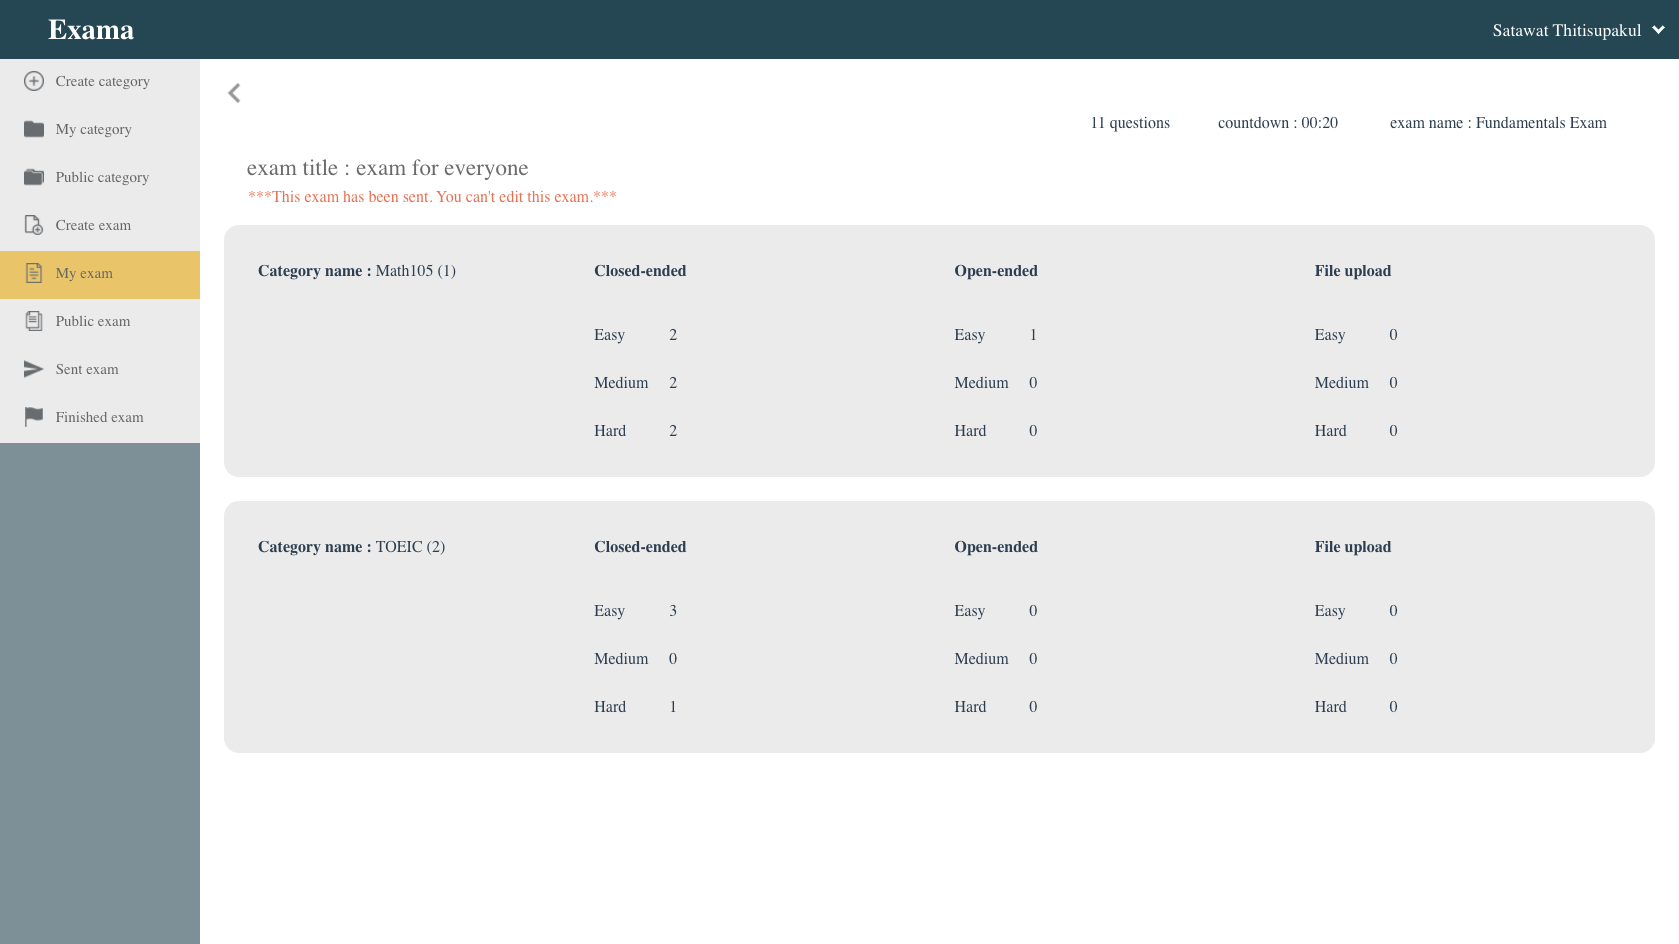 Exama
Satawat Thitisupakul
Create category
My category
Public category
Create exam
My exam
Public exam
Sent exam
Finished exam
11 questions countdown : 00:20 exam name : Fundamentals Exam
exam title : exam for everyone
***This exam has been sent. You can't edit this exam.***
Category name : Math105 (1) Closed-ended Open-ended File upload
Easy 2 Easy 1 Easy 0
Medium 2 Medium 0 Medium 0
Hard 2 Hard 0 Hard 0
Category name : TOEIC (2) Closed-ended Open-ended File upload
Easy 3 Easy 0 Easy 0
Medium 0 Medium 0 Medium 0
Hard 1 Hard 0 Hard 0